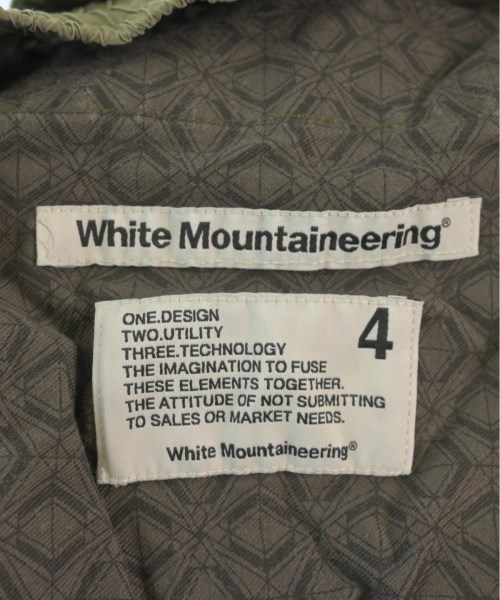 White Mountaineering®
4
ONE.DESIGN
TWO.UTILITY
THREE.TECHNOLOGY
THE IMAGINATION TO FUSE
THESE ELEMENTS TOGETHER.
THE ATTITUDE OF NOT SUBMITTING
TO SALES OR MARKET NEEDS.
White Mountaineering®